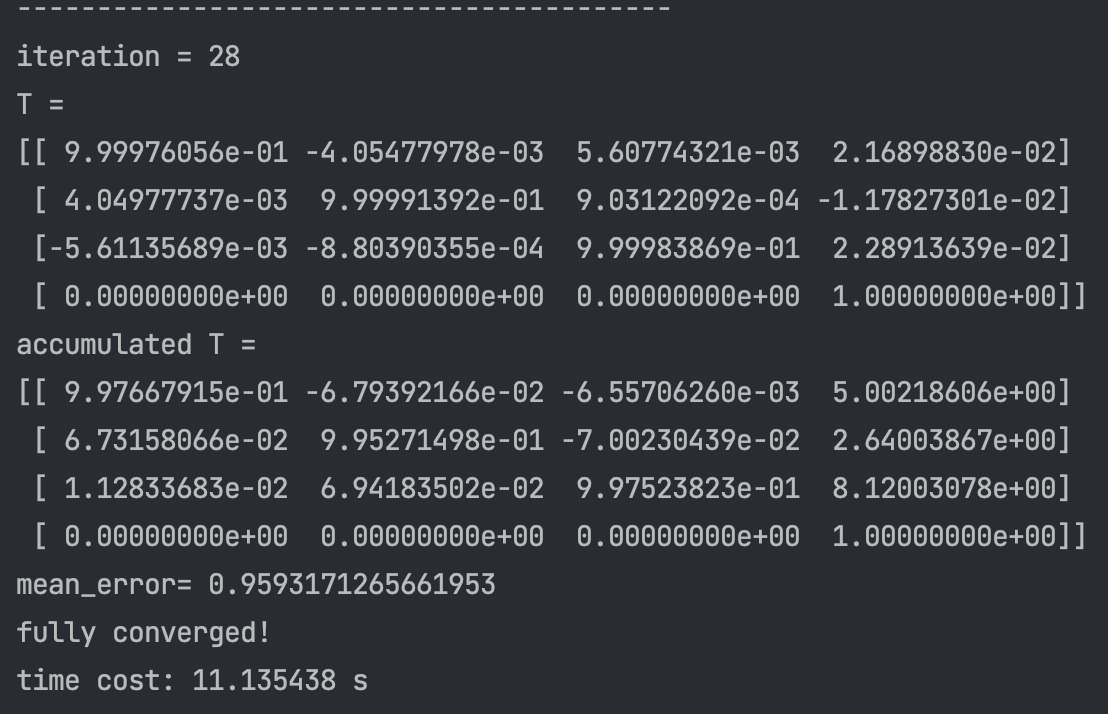 -----------------------------------------
iteration = 28
T =
[[ 9.99976056e-01 -4.05477978e-03  5.60774321e-03  2.16898830e-02]
 [ 4.04977737e-03  9.99991392e-01  9.03122092e-04 -1.17827301e-02]
 [-5.61135689e-03 -8.80390355e-04  9.99983869e-01  2.28913639e-02]
 [ 0.00000000e+00  0.00000000e+00  0.00000000e+00  1.00000000e+00]]
accumulated T =
[[ 9.97667915e-01 -6.79392166e-02 -6.55706260e-03  5.00218606e+00]
 [ 6.73158066e-02  9.95271498e-01 -7.00230439e-02  2.64003867e+00]
 [ 1.12833683e-02  6.94183502e-02  9.97523823e-01  8.12003078e+00]
 [ 0.00000000e+00  0.00000000e+00  0.00000000e+00  1.00000000e+00]]
mean_error= 0.9593171265661953
fully converged!
time cost: 11.135438 s